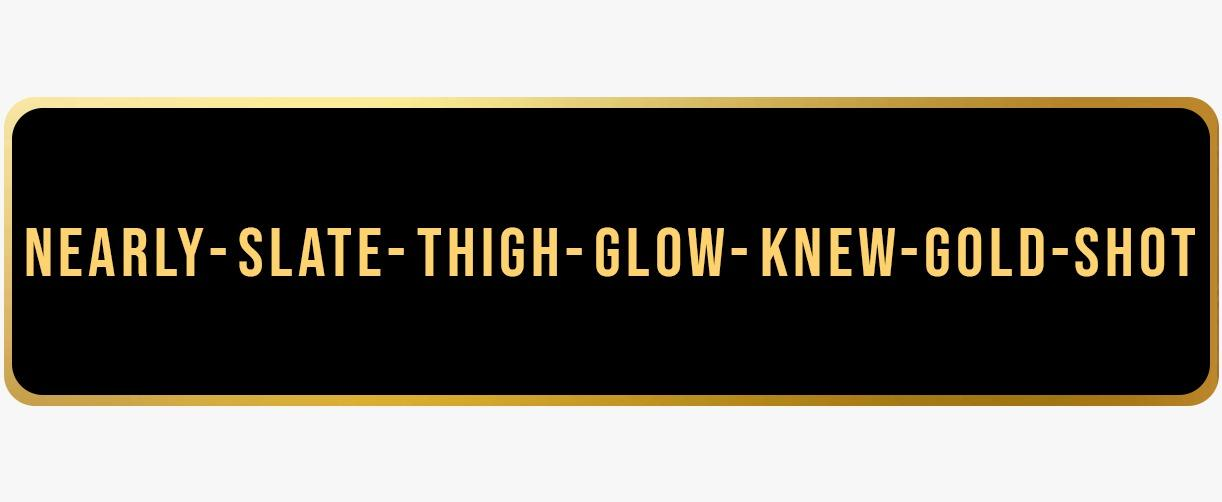 NEARLY- SLATE- THIGH- GLOW- KNEW-GOLD-SHOT